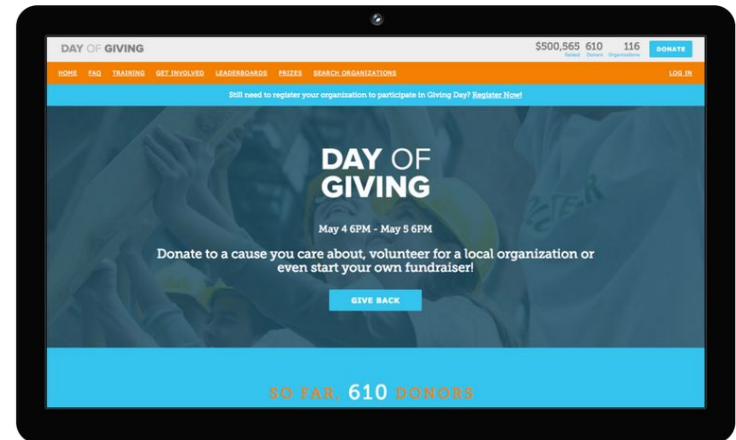 DAY OF GIVING
$500,565 610 116
Raised Donors Organizations
DONATE
HOME FAQ TRAINING GET INVOLVED LEADERBOARDS PRIZES SEARCH ORGANIZATIONS LOG IN
Still need to register your organization to participate in Giving Day? Register Now!
DAY OF
GIVING
May 4 6PM - May 5 6PM
Donate to a cause you care about, volunteer for a local organization or
even start your own fundraiser!
GIVE BACK
SO FAR, 610 DONORS